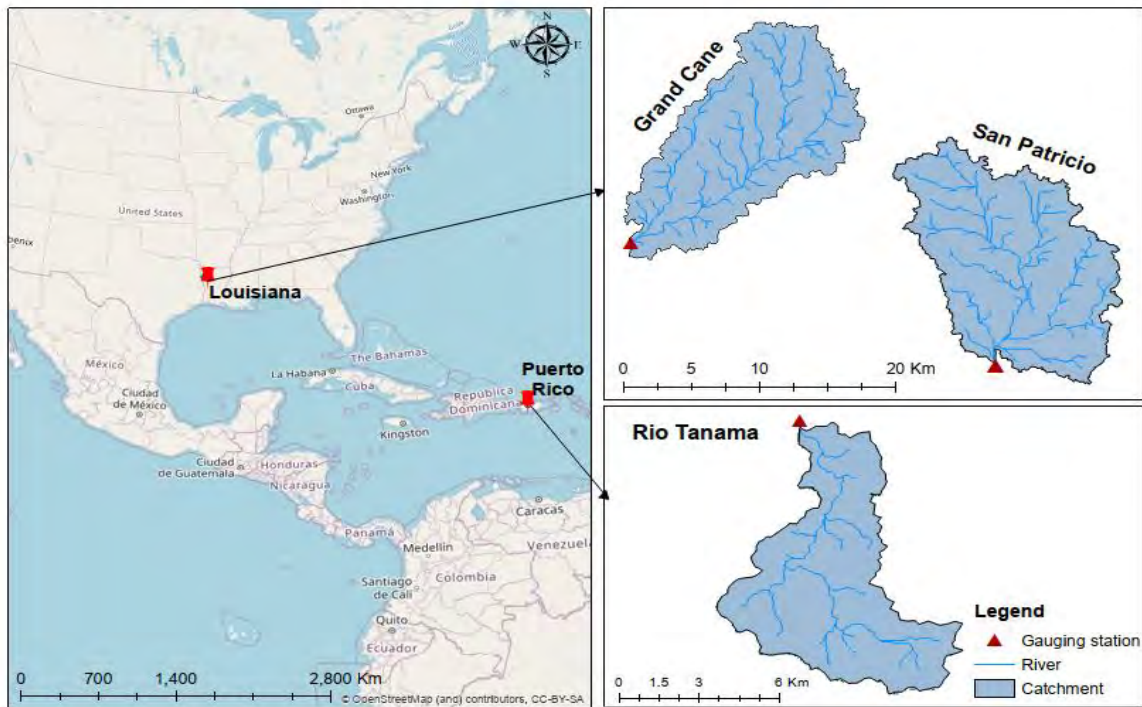 N
W
E
S
Ottawa
New York
Washington
United States
oenix
Louisiana
México
Ciudad
de México
The Bahamas
La Habana
Cuba
Puerto
Rico
Republica
Dominicana
Kingston
Ciudad
de Guatemala
Honduras
Nicaragua
Panamá
Caracas
Venezuel
Medellín
Colombia
Santiago
de Cali
Quito
Ecuador
0 700 1,400 2,800 Km
© OpenStreetMap (and) contributors, CC-BY-SA
Grand Cane
San Patricio
0 5 10 20 Km
Rio Tanama
Legend
Gauging station
River
Catchment
0 1.5 3 6 Km